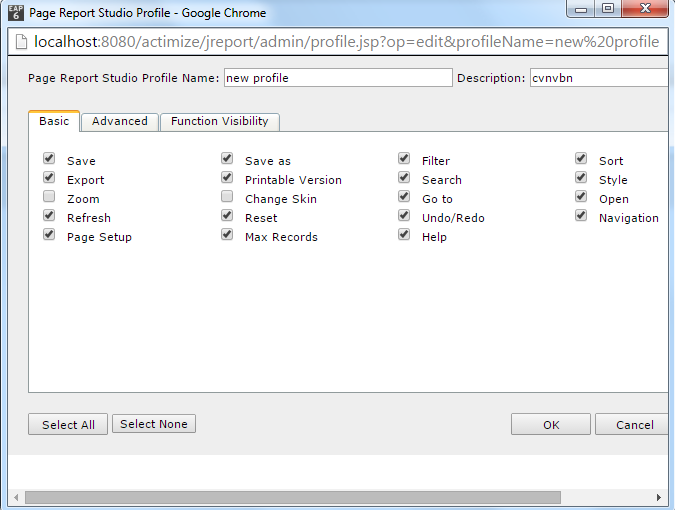 EAP 6 Page Report Studio Profile - Google Chrome
localhost:8080/actimize/jreport/admin/profile.jsp?op=edit&profileName=new%20profile
Page Report Studio Profile Name: new profile Description: cvnvbn
Basic Advanced Function Visibility
Save Save as Filter Sort
Export Printable Version Search Style
Zoom Change Skin Go to Open
Refresh Reset Undo/Redo Navigation
Page Setup Max Records Help
Select All Select None OK Cancel